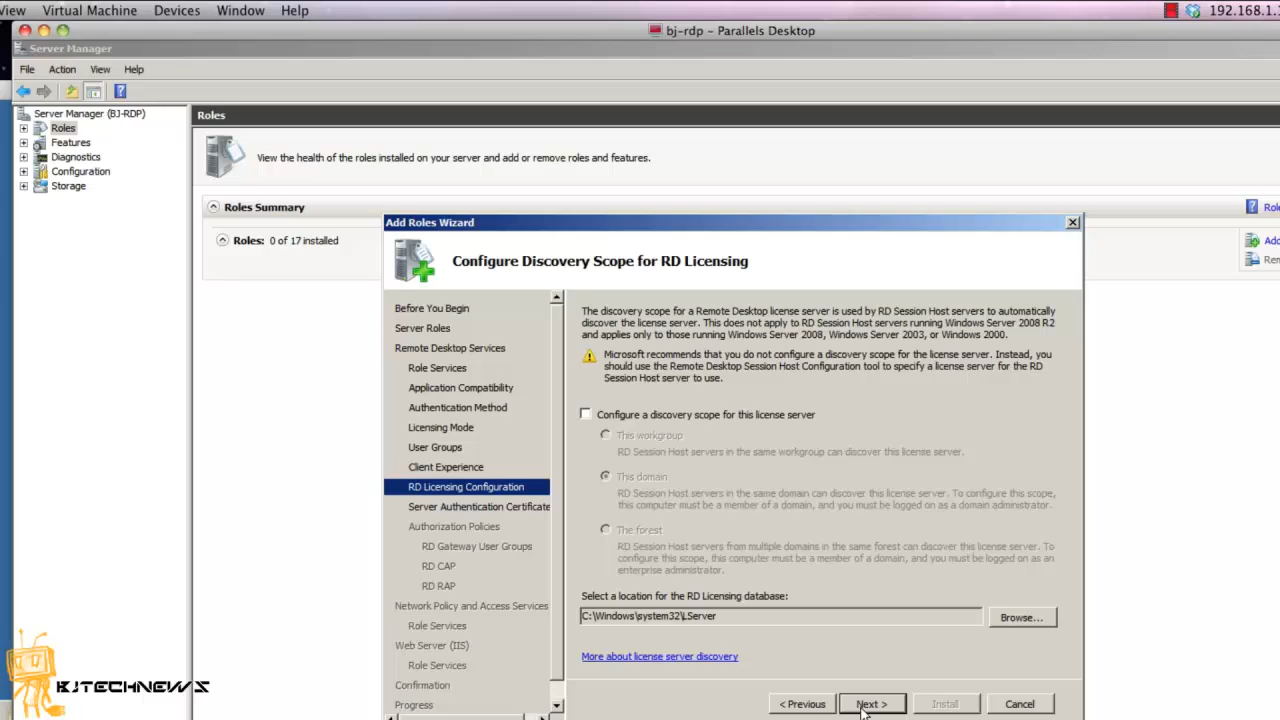 View Virtual Machine Devices Window Help 192.168.1.1
bj-rdp – Parallels Desktop
Server Manager
File Action View Help
Server Manager (BJ-RDP)
Roles
Features
Diagnostics
Configuration
Storage
Roles
View the health of the roles installed on your server and add or remove roles and features.
Roles Summary
Roles: 0 of 17 installed
Add Roles Wizard
Configure Discovery Scope for RD Licensing
Before You Begin
Server Roles
Remote Desktop Services
Role Services
Application Compatibility
Authentication Method
Licensing Mode
User Groups
Client Experience
RD Licensing Configuration
Server Authentication Certificate
Authorization Policies
RD Gateway User Groups
RD CAP
RD RAP
Network Policy and Access Services
Role Services
Web Server (IIS)
Role Services
Confirmation
Progress
The discovery scope for a Remote Desktop license server is used by RD Session Host servers to automatically
discover the license server. This does not apply to RD Session Host servers running Windows Server 2008 R2
and applies only to those running Windows Server 2008, Windows Server 2003, or Windows 2000.
Microsoft recommends that you do not configure a discovery scope for the license server. Instead, you
should use the Remote Desktop Session Host Configuration tool to specify a license server for the RD
Session Host server to use.
Configure a discovery scope for this license server
This workgroup
RD Session Host servers in the same workgroup can discover this license server.
This domain
RD Session Host servers in the same domain can discover this license server. To configure this scope,
this computer must be a member of a domain, and you must be logged on as a domain administrator.
The forest
RD Session Host servers from multiple domains in the same forest can discover this license server. To
configure this scope, this computer must be a member of a domain, and you must be logged on as an
enterprise administrator.
Select a location for the RD Licensing database:
C:\Windows\system32\LServer
Browse...
More about license server discovery
< Previous Next > Install Cancel
BJTECHNEWS